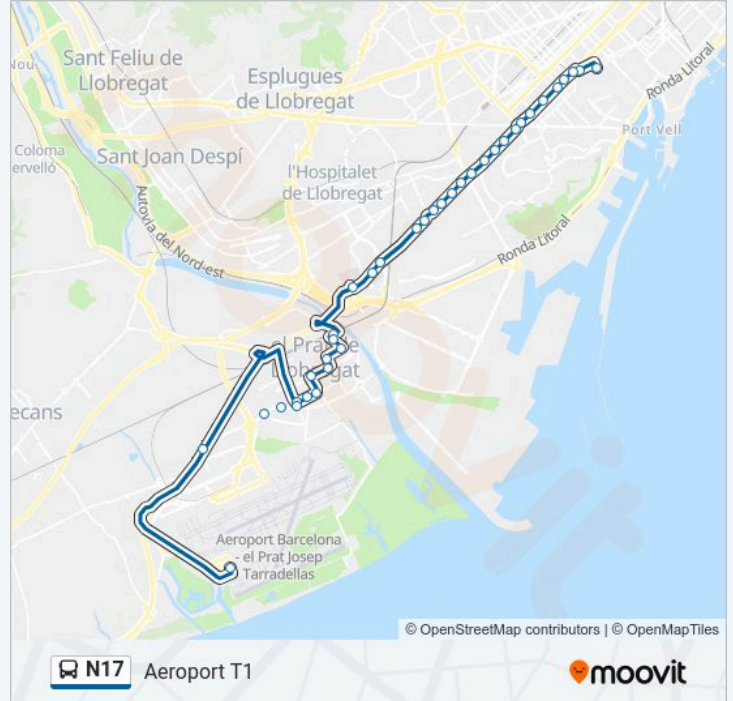 Sant Feliu de
Llobregat
Nou
Esplugues
de Llobregat
Ronda Litoral
Port Vell
Coloma
ervelló
Sant Joan Despí
l'Hospitalet
de Llobregat
Autovia del Nord-est
Ronda Litoral
el Prat de
Llobregat
ecans
Aeroport Barcelona
- el Prat Josep
Tarradellas
© OpenStreetMap contributors | © OpenMapTiles
N17 Aeroport T1
moovit